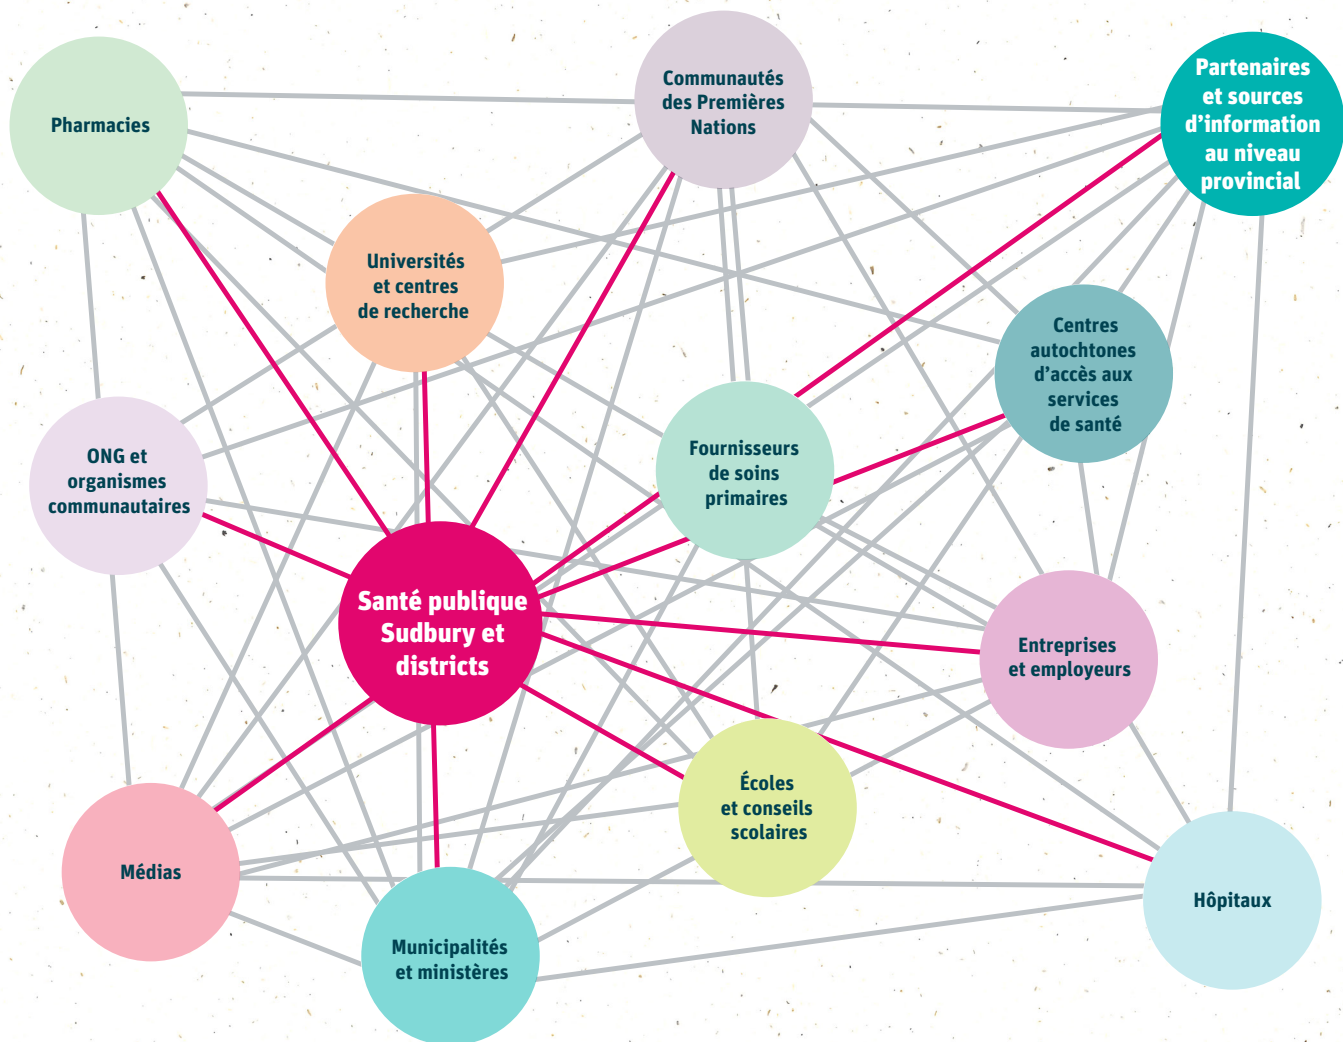 Pharmacies
Communautés
des Premières
Nations
Partenaires
et sources
d'information
au niveau
provincial
Universités
et centres
de recherche
Centres
autochtones
d'accès aux
services
de santé
ONG et
organismes
communautaires
Fournisseurs
de soins
primaires
Santé publique
Sudbury et
districts
Entreprises
et employeurs
Écoles
et conseils
scolaires
Médias
Municipalités
et ministères
Hôpitaux